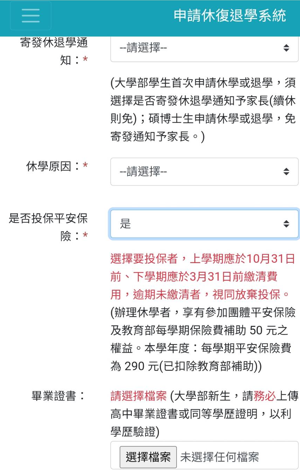 申請休復退學系統
寄發休退學通
知：*
--請選擇--
(大學部學生首次申請休學或退學，須
選擇是否寄發休退學通知予家長(續休
則免)；碩博士生申請休學或退學，免
寄發通知予家長。)
休學原因：*
--請選擇--
是否投保平安保
險：*
是
選擇要投保者，上學期應於10月31日
前、下學期應於3月31日前繳清費
用，逾期未繳清者，視同放棄投保。
(辦理休學者，享有參加團體平安保險
及教育部每學期保險費補助 50 元之
權益。本學年度：每學期平安保險費
為 290 元(已扣除教育部補助))
畢業證書：
請選擇檔案 (大學部新生，請務必上傳
高中畢業證書或同等學歷證明，以利
學歷驗證)
選擇檔案 未選擇任何檔案